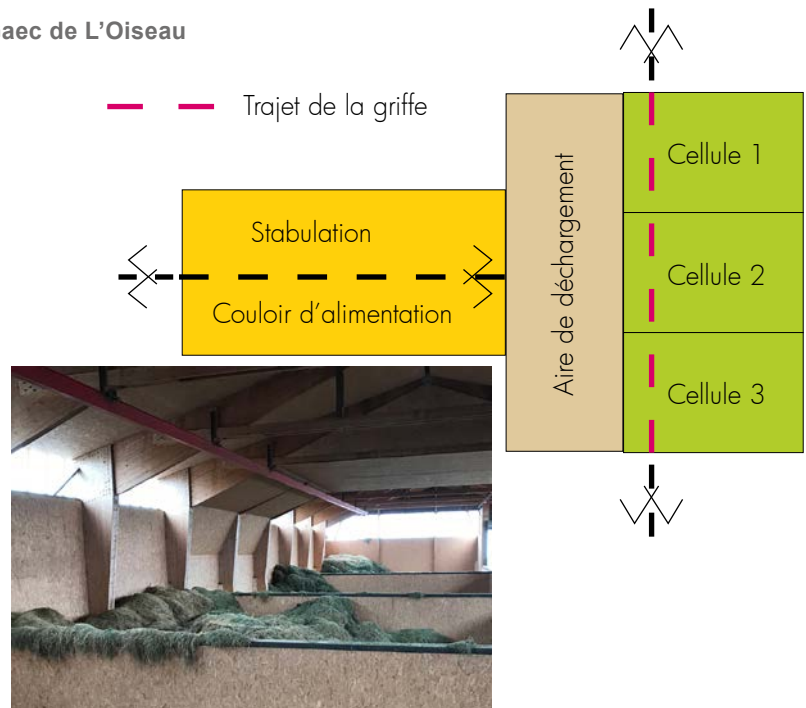 aec de L'Oiseau
Trajet de la griffe
Stabulation
Couloir d'alimentation
Aire de déchargement
Cellule 1
Cellule 2
Cellule 3